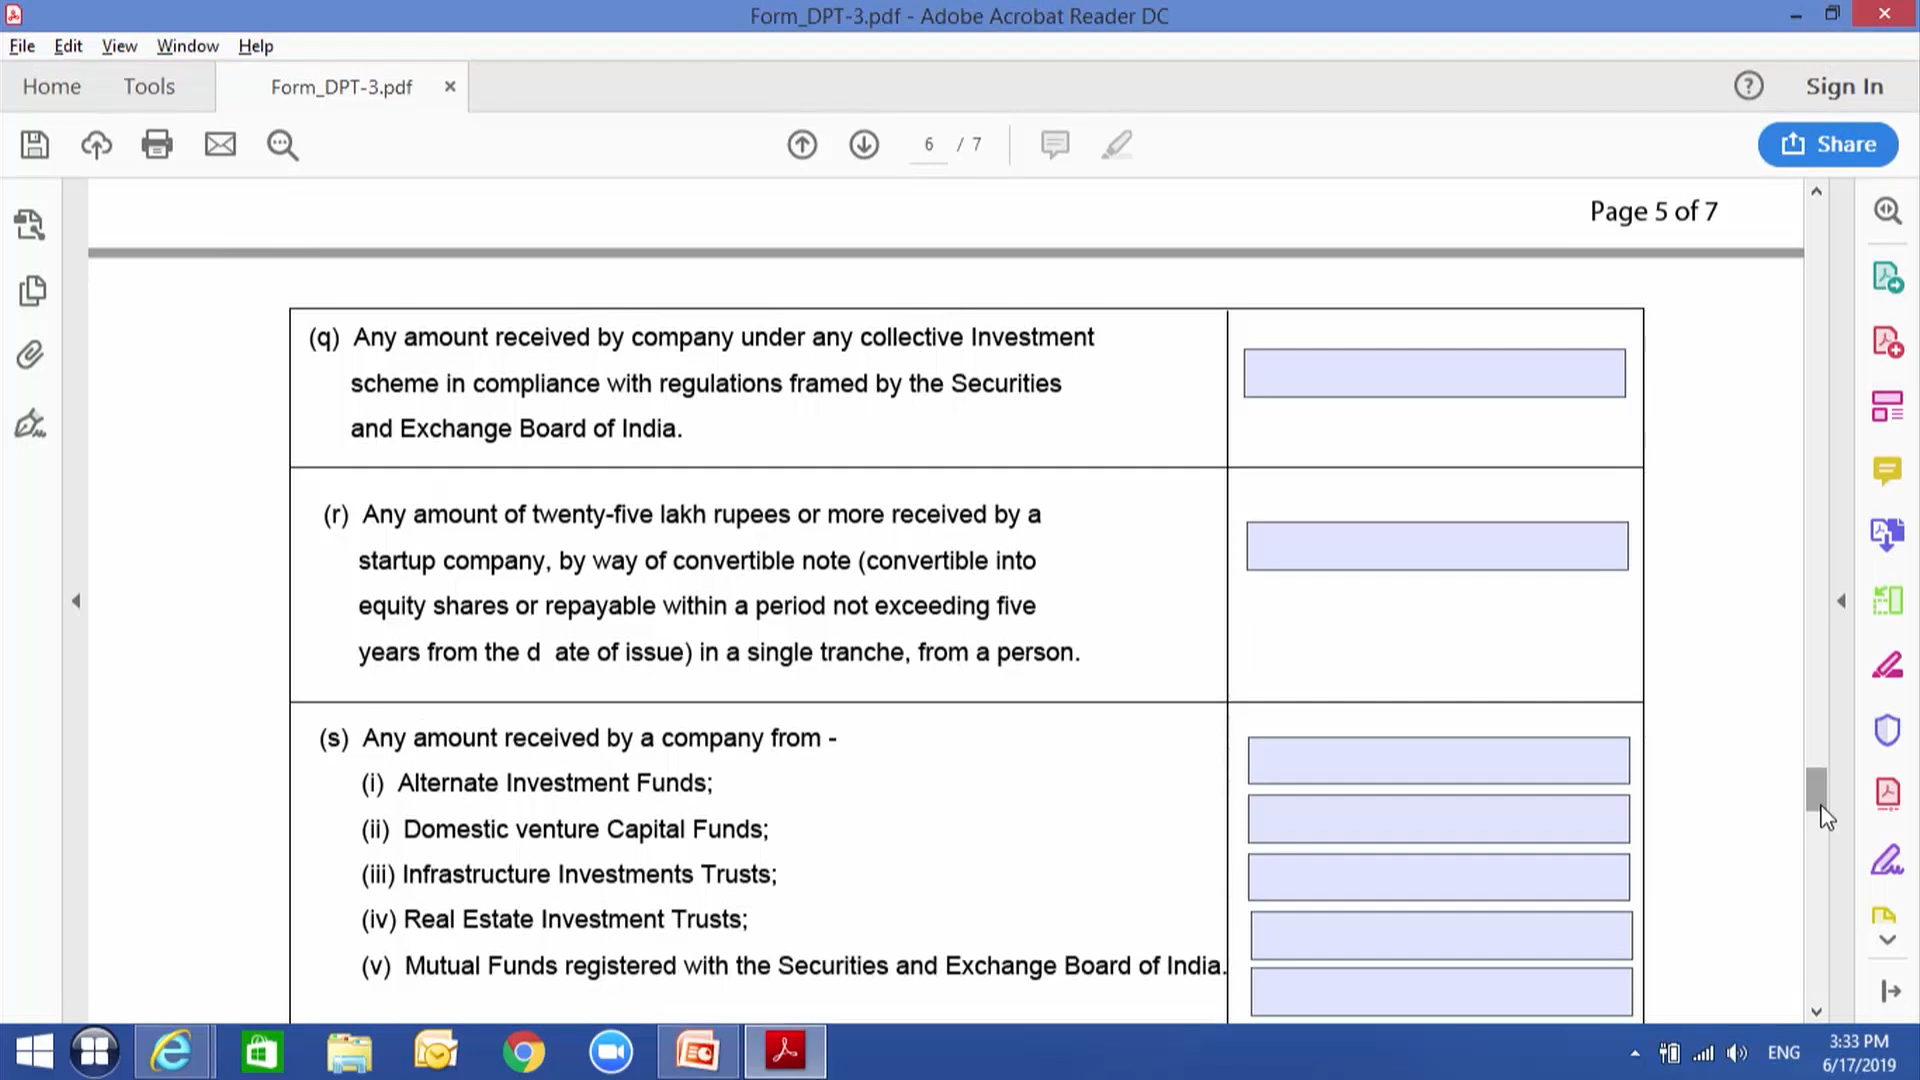 Form_DPT-3.pdf - Adobe Acrobat Reader DC
File Edit View Window Help
Home Tools Form_DPT-3.pdf × Sign In
6 / 7 Share
Page 5 of 7
(q) Any amount received by company under any collective Investment
scheme in compliance with regulations framed by the Securities
and Exchange Board of India.
(r) Any amount of twenty-five lakh rupees or more received by a
startup company, by way of convertible note (convertible into
equity shares or repayable within a period not exceeding five
years from the d ate of issue) in a single tranche, from a person.
(s) Any amount received by a company from -
(i) Alternate Investment Funds;
(ii) Domestic venture Capital Funds;
(iii) Infrastructure Investments Trusts;
(iv) Real Estate Investment Trusts;
(v) Mutual Funds registered with the Securities and Exchange Board of India.
ENG 3:33 PM
6/17/2019